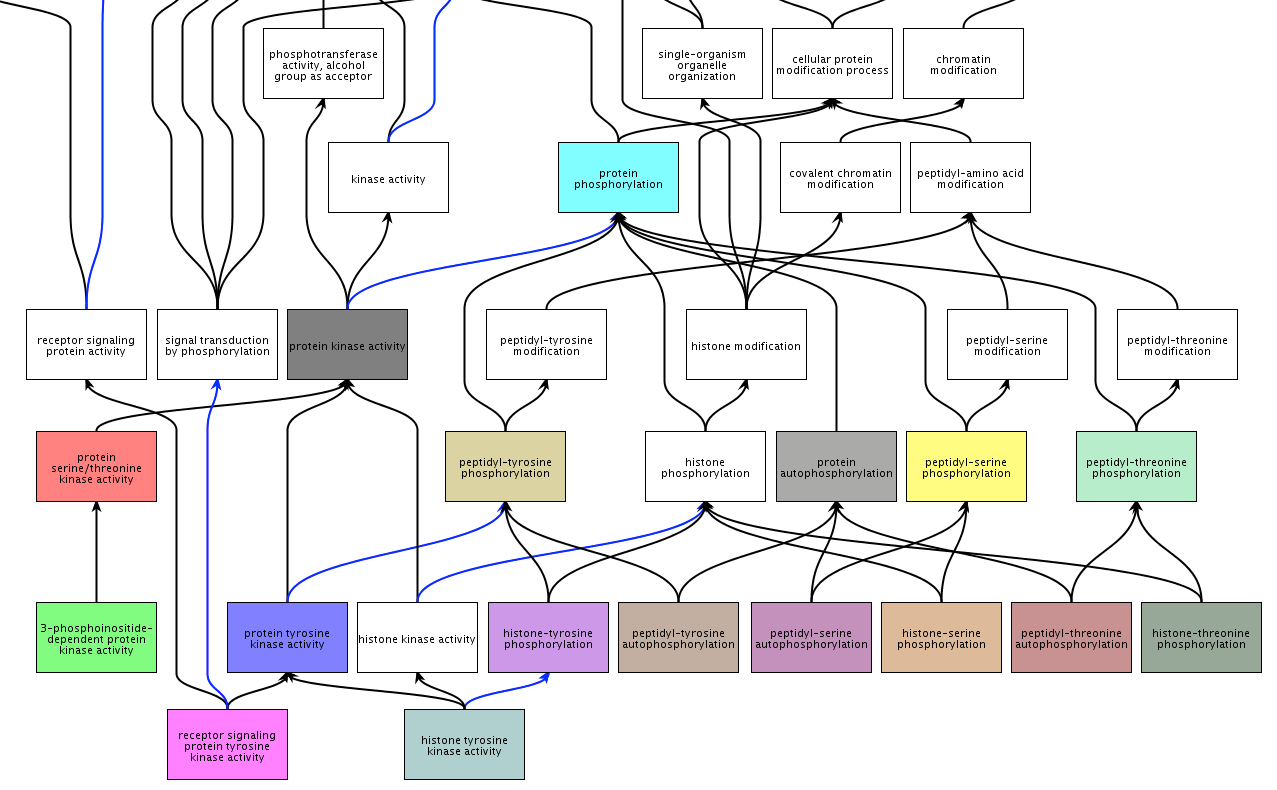 phosphotransferase
activity, alcohol
group as acceptor
single-organism
organelle
organization
cellular protein
modification process
chromatin
modification
kinase activity
protein
phosphorylation
covalent chromatin
modification
peptidyl-amino acid
modification
receptor signaling
protein activity
signal transduction
by phosphorylation
protein kinase activity
peptidyl-tyrosine
modification
histone modification
peptidyl-serine
modification
peptidyl-threonine
modification
protein
serine/threonine
kinase activity
peptidyl-tyrosine
phosphorylation
histone
phosphorylation
protein
autophosphorylation
peptidyl-serine
phosphorylation
peptidyl-threonine
phosphorylation
3-phosphoinositide-
dependent protein
kinase activity
protein tyrosine
kinase activity
histone kinase activity
histone-tyrosine
phosphorylation
peptidyl-tyrosine
autophosphorylation
peptidyl-serine
autophosphorylation
histone-serine
phosphorylation
peptidyl-threonine
autophosphorylation
histone-threonine
phosphorylation
receptor signaling
protein tyrosine
kinase activity
histone tyrosine
kinase activity